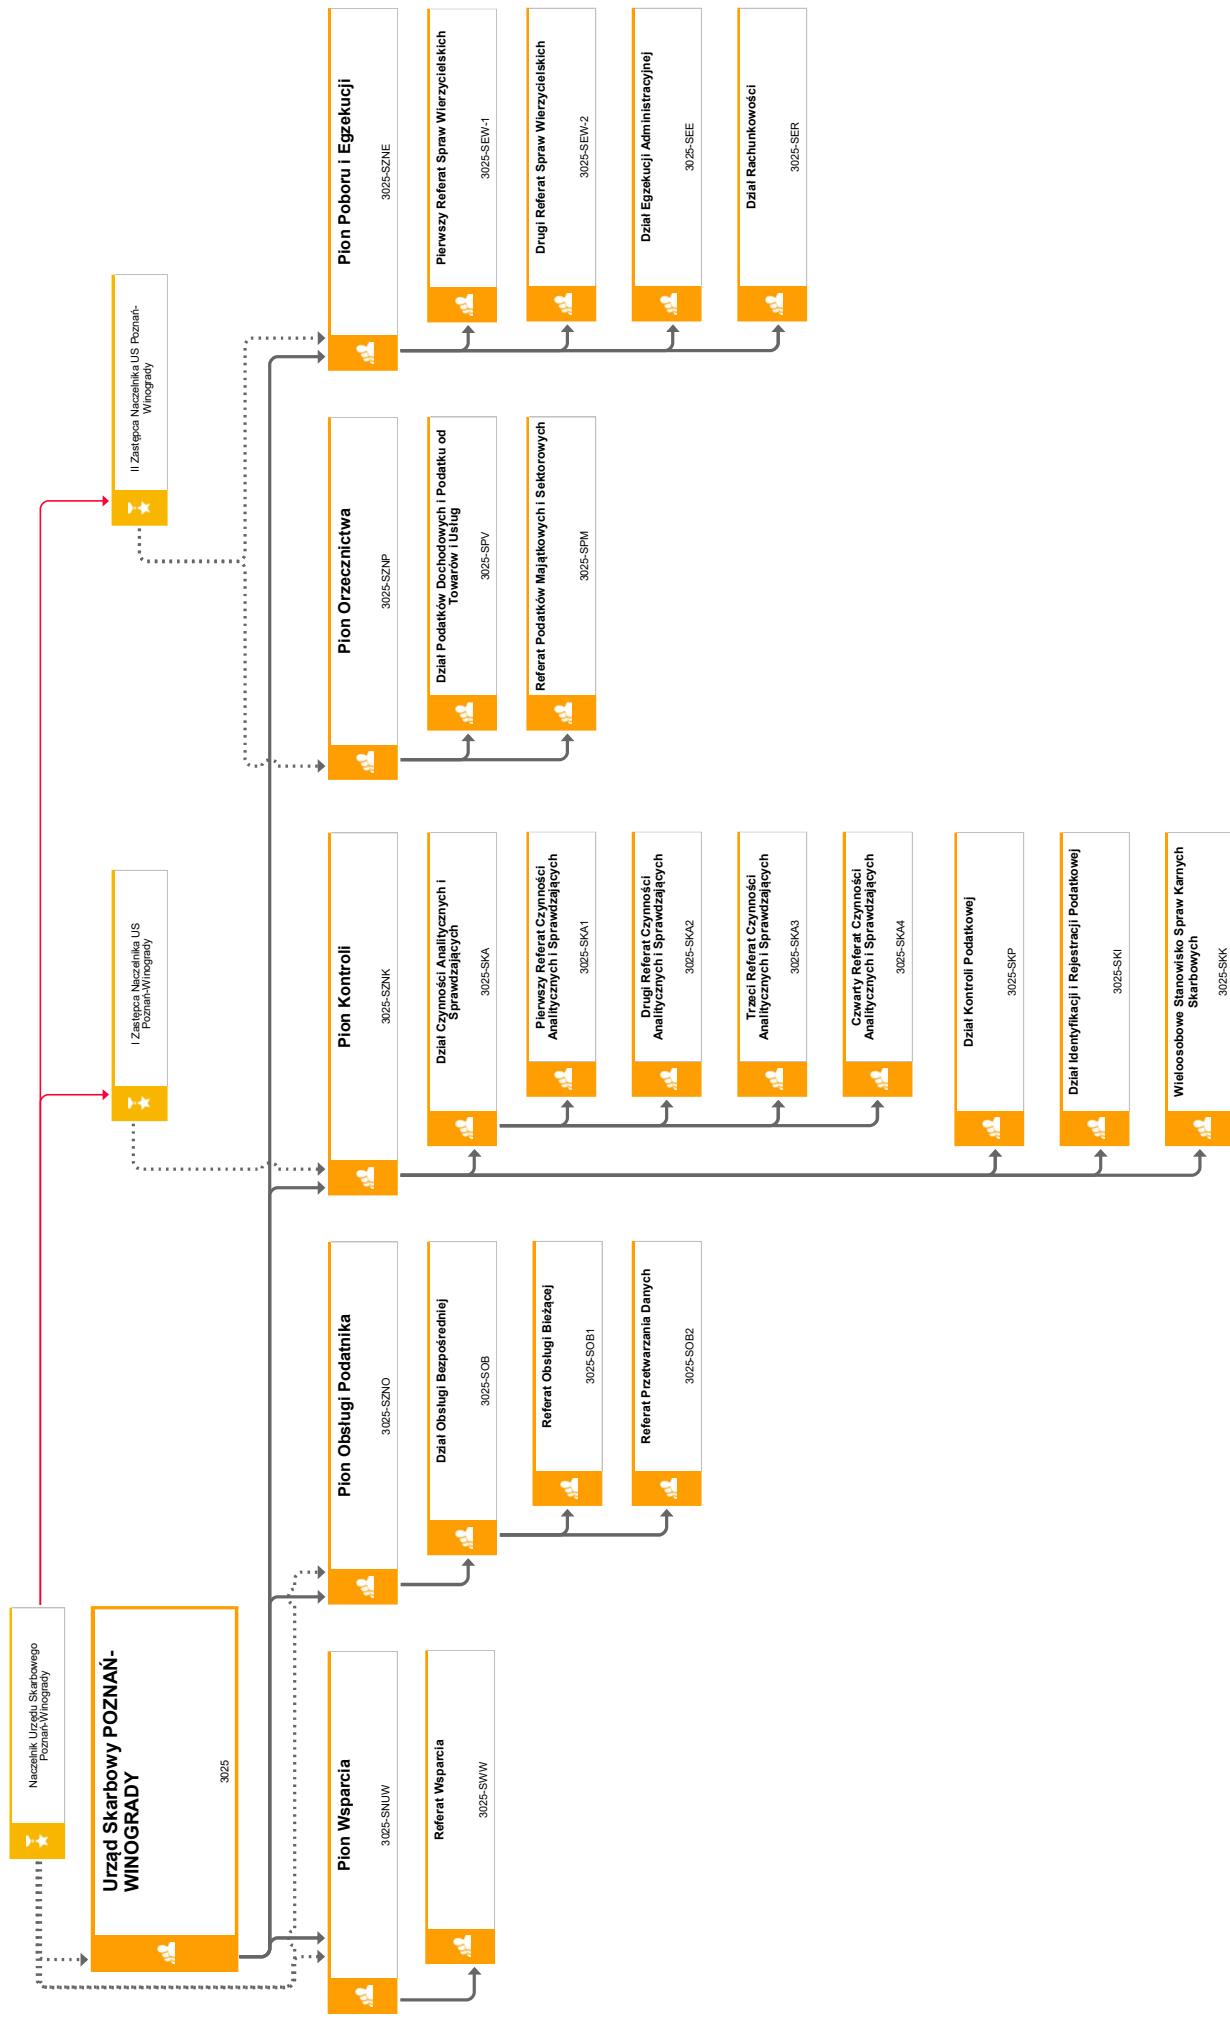 Naczelnik Urzędu Skarbowego
Poznań-Winogrady
Urząd Skarbowy POZNAŃ-
WINOGRADY
3025
I Zastępca Naczelnika US
Poznań-Winogrady
II Zastępca Naczelnika US Poznań-
Winogrady
Pion Wsparcia
3025-SNUW
Referat Wsparcia
3025-SWW
Pion Obsługi Podatnika
3025-SZNO
Dział Obsługi Bezpośredniej
3025-SOB
Referat Obsługi Bieżącej
3025-SOB1
Referat Przetwarzania Danych
3025-SOB2
Pion Kontroli
3025-SZNK
Dział Czynności Analitycznych i
Sprawdzających
3025-SKA
Pierwszy Referat Czynności
Analitycznych i Sprawdzających
3025-SKA1
Drugi Referat Czynności
Analitycznych i Sprawdzających
3025-SKA2
Trzeci Referat Czynności
Analitycznych i Sprawdzających
3025-SKA3
Czwarty Referat Czynności
Analitycznych i Sprawdzających
3025-SKA4
Dział Kontroli Podatkowej
3025-SKP
Dział Identyfikacji i Rejestracji Podatkowej
3025-SKI
Wieloosobowe Stanowisko Spraw Karnych
Skarbowych
3025-SKK
Pion Orzecznictwa
3025-SZNP
Dział Podatków Dochodowych i Podatku od
Towarów i Usług
3025-SPV
Referat Podatków Majątkowych i Sektorowych
3025-SPM
Pion Poboru i Egzekucji
3025-SZNE
Pierwszy Referat Spraw Wierzycielskich
3025-SEW-1
Drugi Referat Spraw Wierzycielskich
3025-SEW-2
Dział Egzekucji Administracyjnej
3025-SEE
Dział Rachunkowości
3025-SER